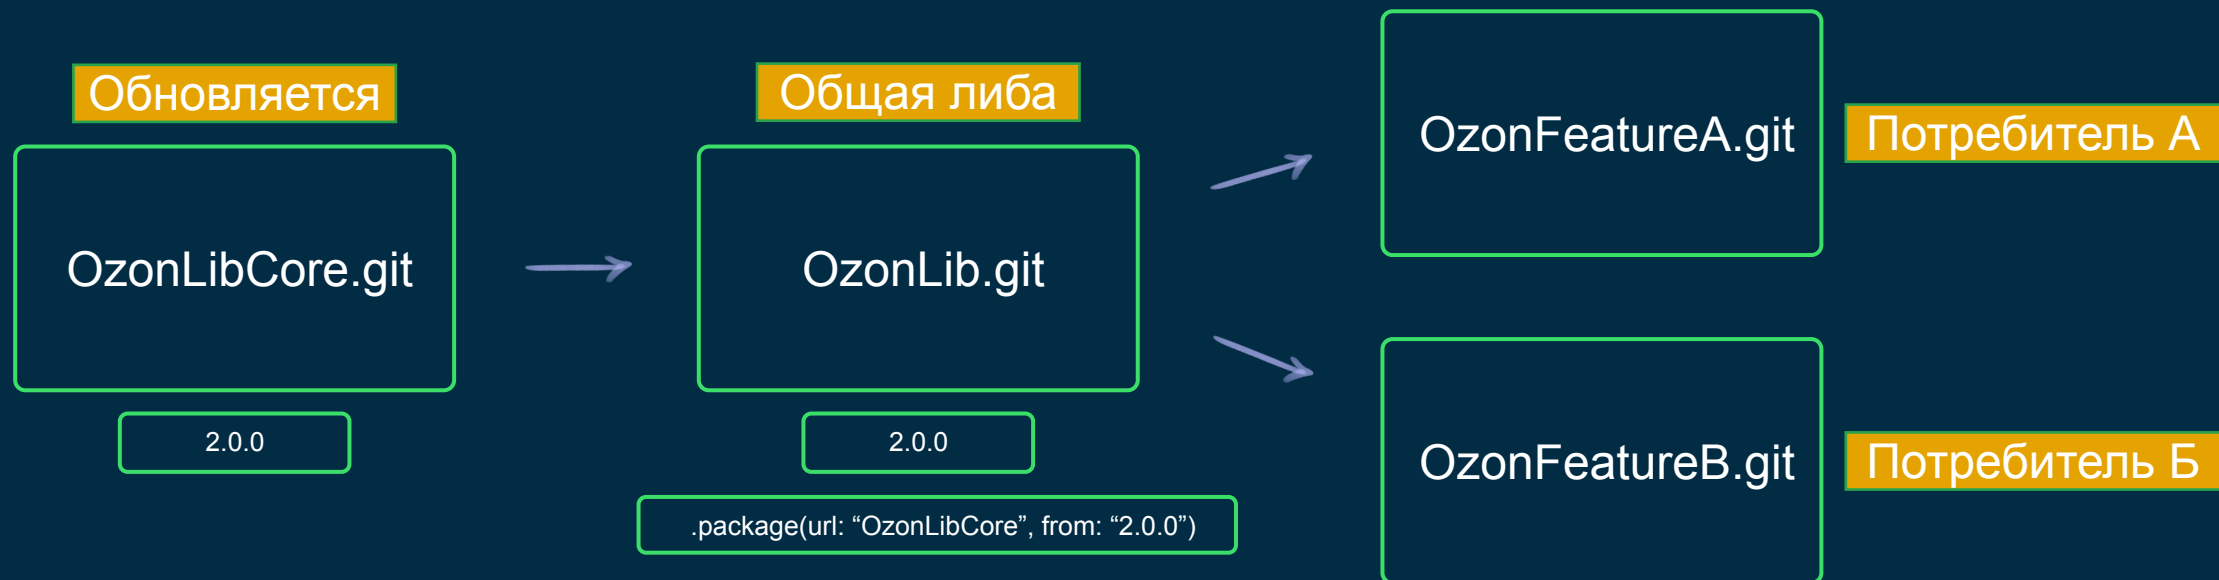 Обновляется
OzonLibCore.git
2.0.0
Общая либа
OzonLib.git
2.0.0
.package(url: “OzonLibCore”, from: “2.0.0”)
OzonFeatureA.git
Потребитель А
OzonFeatureB.git
Потребитель Б